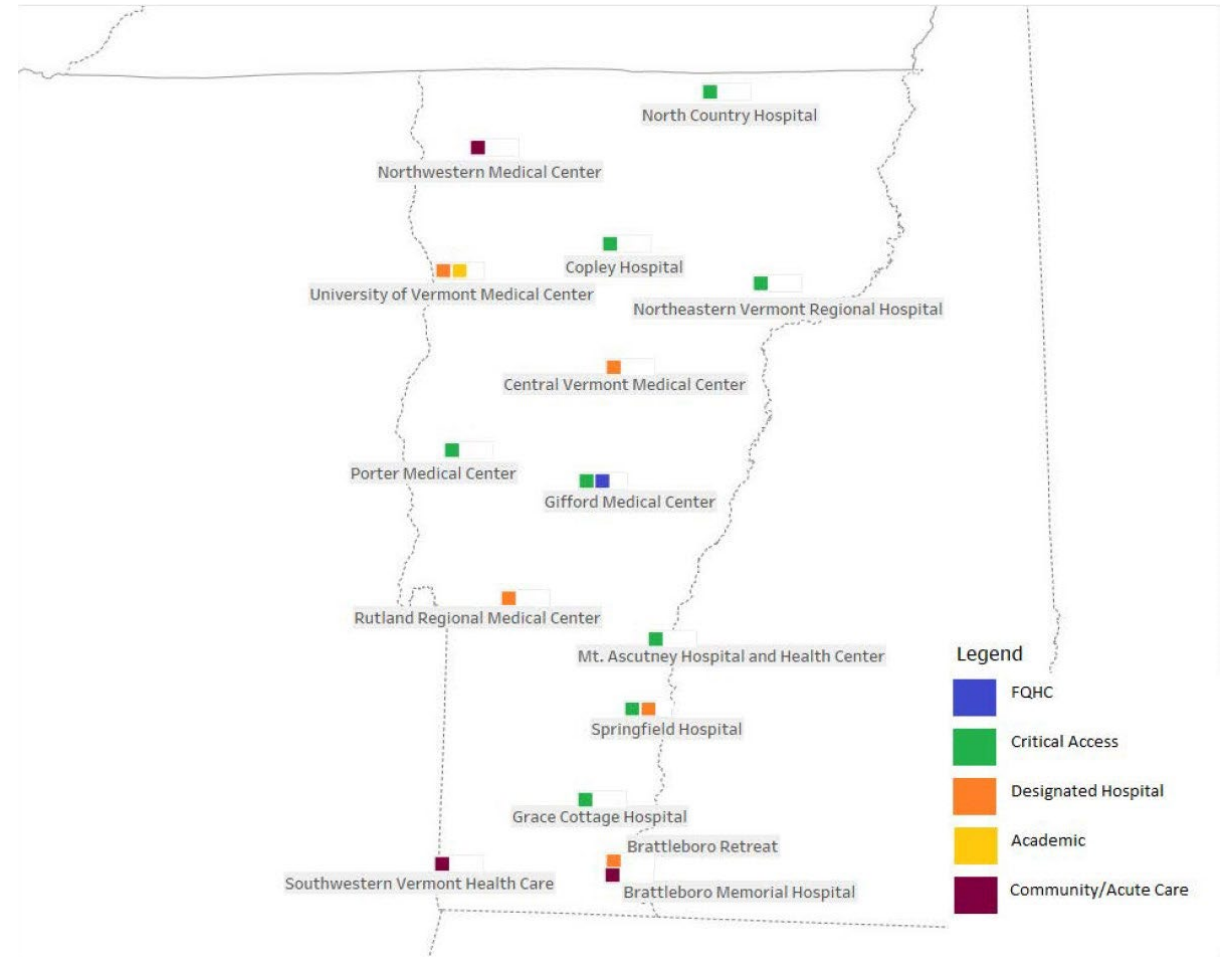 North Country Hospital
Northwestern Medical Center
Copley Hospital
University of Vermont Medical Center
Northeastern Vermont Regional Hospital
Central Vermont Medical Center
Porter Medical Center
Gifford Medical Center
Rutland Regional Medical Center
Mt. Ascutney Hospital and Health Center
Springfield Hospital
Grace Cottage Hospital
Brattleboro Retreat
Southwestern Vermont Health Care
Brattleboro Memorial Hospital
Legend
FQHC
Critical Access
Designated Hospital
Academic
Community/Acute Care